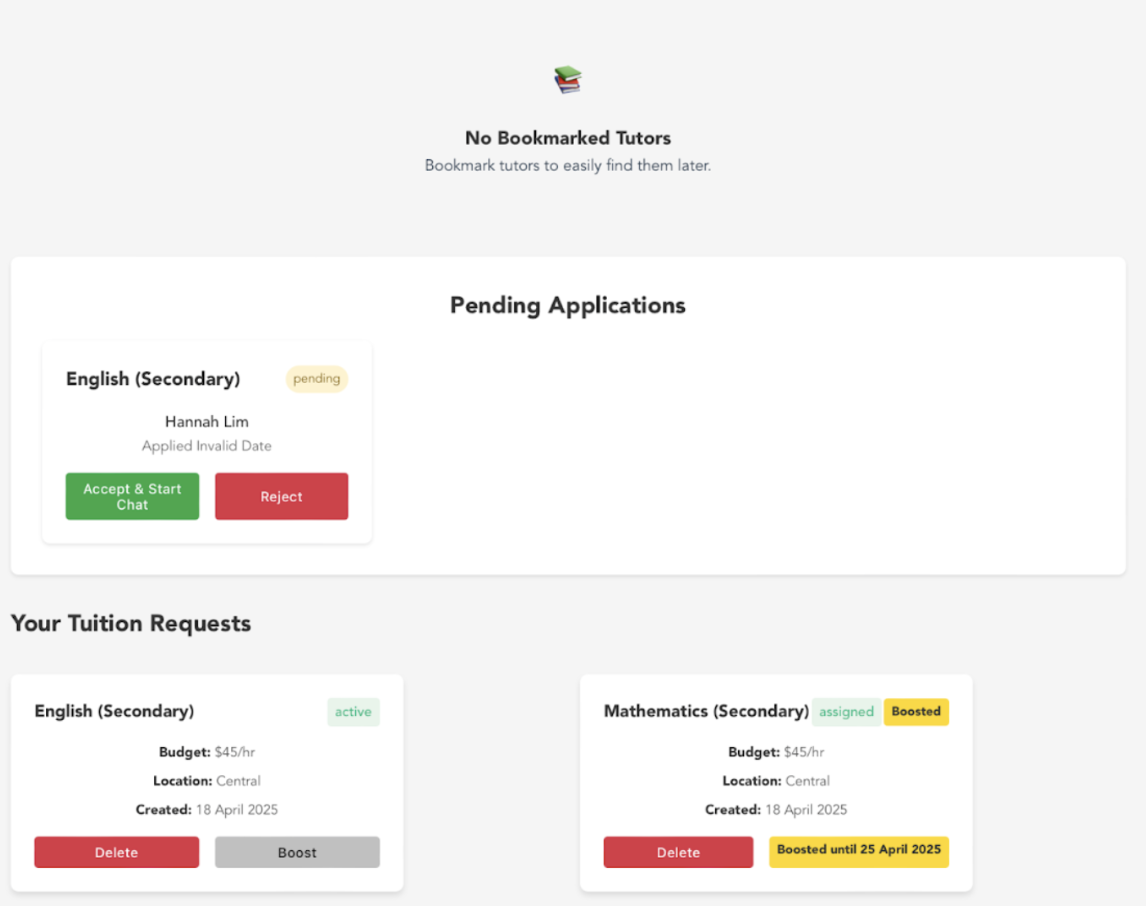 No Bookmarked Tutors
Bookmark tutors to easily find them later.
Pending Applications
English (Secondary)
pending
Hannah Lim
Applied Invalid Date
Accept & Start
Chat
Reject
Your Tuition Requests
English (Secondary)
active
Budget: $45/hr
Location: Central
Created: 18 April 2025
Delete
Boost
Mathematics (Secondary)
assigned
Boosted
Budget: $45/hr
Location: Central
Created: 18 April 2025
Delete
Boosted until 25 April 2025